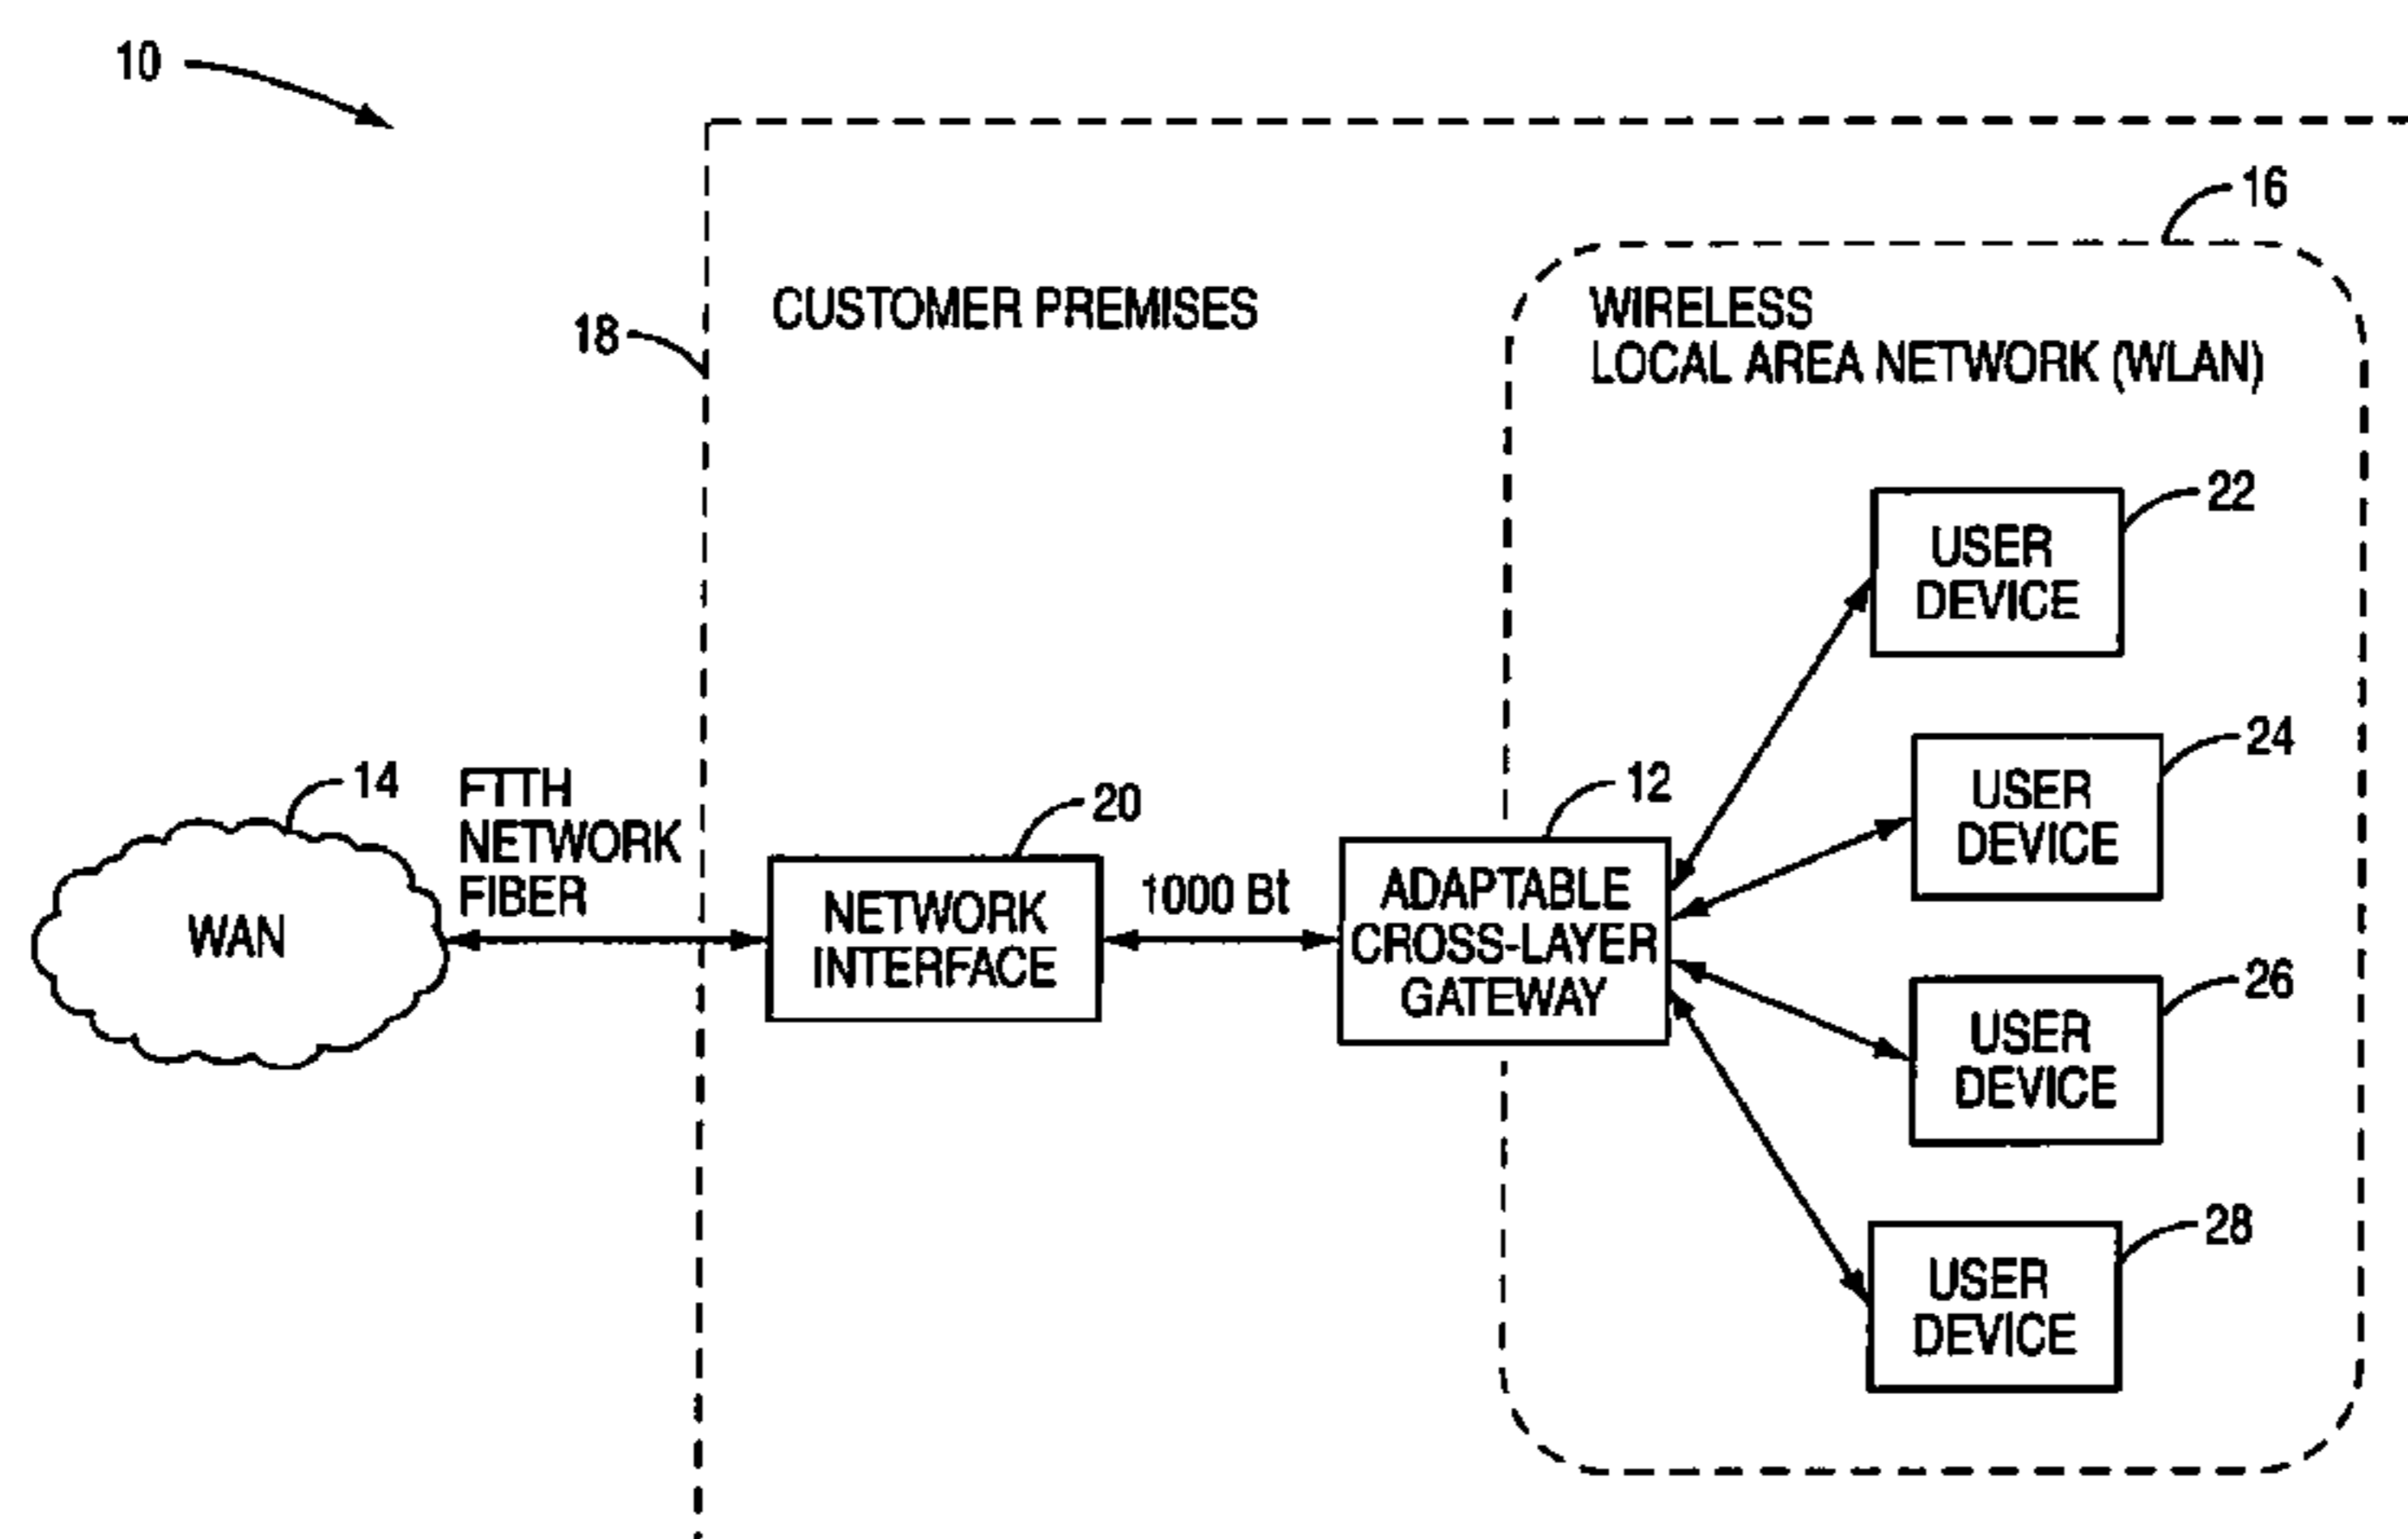 10
16
CUSTOMER PREMISES
WIRELESS
LOCAL AREA NETWORK (WLAN)
18
22
USER
DEVICE
24
USER
DEVICE
14
FTTH
NETWORK
FIBER
WAN
20
NETWORK
INTERFACE
1000 Bt
12
ADAPTABLE
CROSS-LAYER
GATEWAY
26
USER
DEVICE
28
USER
DEVICE